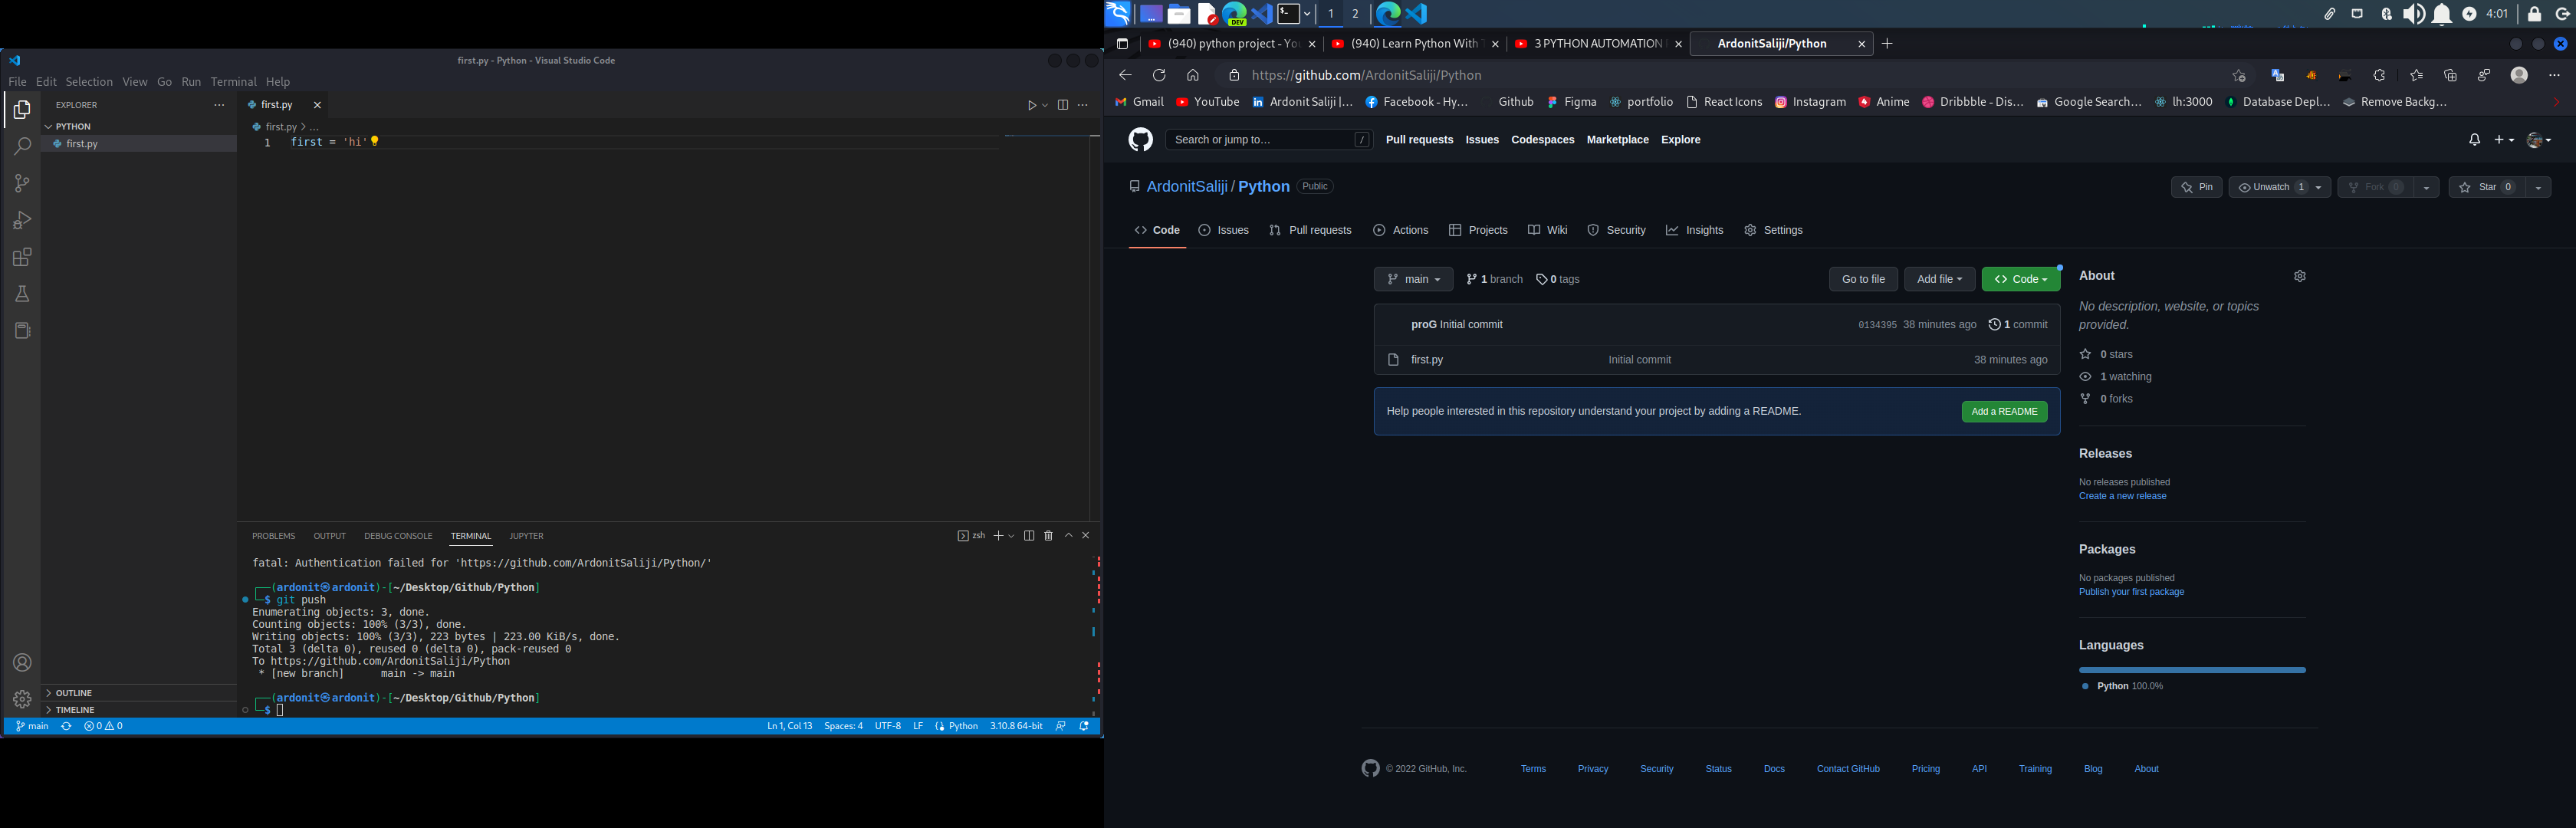 first.py - Python - Visual Studio Code
File Edit Selection View Go Run Terminal Help
EXPLORER
PYTHON
first.py
OUTLINE
TIMELINE
first.py
first.py > ...
1 first = 'hi'
PROBLEMS OUTPUT DEBUG CONSOLE TERMINAL JUPYTER
zsh
fatal: Authentication failed for 'https://github.com/ArdonitSaliji/Python/'
(ardonit㉿ardonit)-[~/Desktop/Github/Python]
$ git push
Enumerating objects: 3, done.
Counting objects: 100% (3/3), done.
Writing objects: 100% (3/3), 223 bytes | 223.00 KiB/s, done.
Total 3 (delta 0), reused 0 (delta 0), pack-reused 0
To https://github.com/ArdonitSaliji/Python
* [new branch] main -> main
(ardonit㉿ardonit)-[~/Desktop/Github/Python]
$
main 0 0 Ln 1, Col 13 Spaces: 4 UTF-8 LF Python 3.10.8 64-bit
DEV 1 2 4:01
(940) python project - You (940) Learn Python With 3 PYTHON AUTOMATION ArdonitSaliji/Python
https://github.com/ArdonitSaliji/Python
Gmail YouTube Ardonit Saliji |... Facebook - Hy... Github Figma portfolio React Icons Instagram Anime Dribbble - Dis... Google Search... lh:3000 Database Depl... Remove Backg...
Search or jump to... / Pull requests Issues Codespaces Marketplace Explore
ArdonitSaliji / Python Public
Pin Unwatch 1 Fork 0 Star 0
Code Issues Pull requests Actions Projects Wiki Security Insights Settings
main 1 branch 0 tags Go to file Add file Code
proG Initial commit 0134395 38 minutes ago 1 commit
first.py Initial commit 38 minutes ago
Help people interested in this repository understand your project by adding a README. Add a README
About
No description, website, or topics
provided.
0 stars
1 watching
0 forks
Releases
No releases published
Create a new release
Packages
No packages published
Publish your first package
Languages
Python 100.0%
© 2022 GitHub, Inc. Terms Privacy Security Status Docs Contact GitHub Pricing API Training Blog About